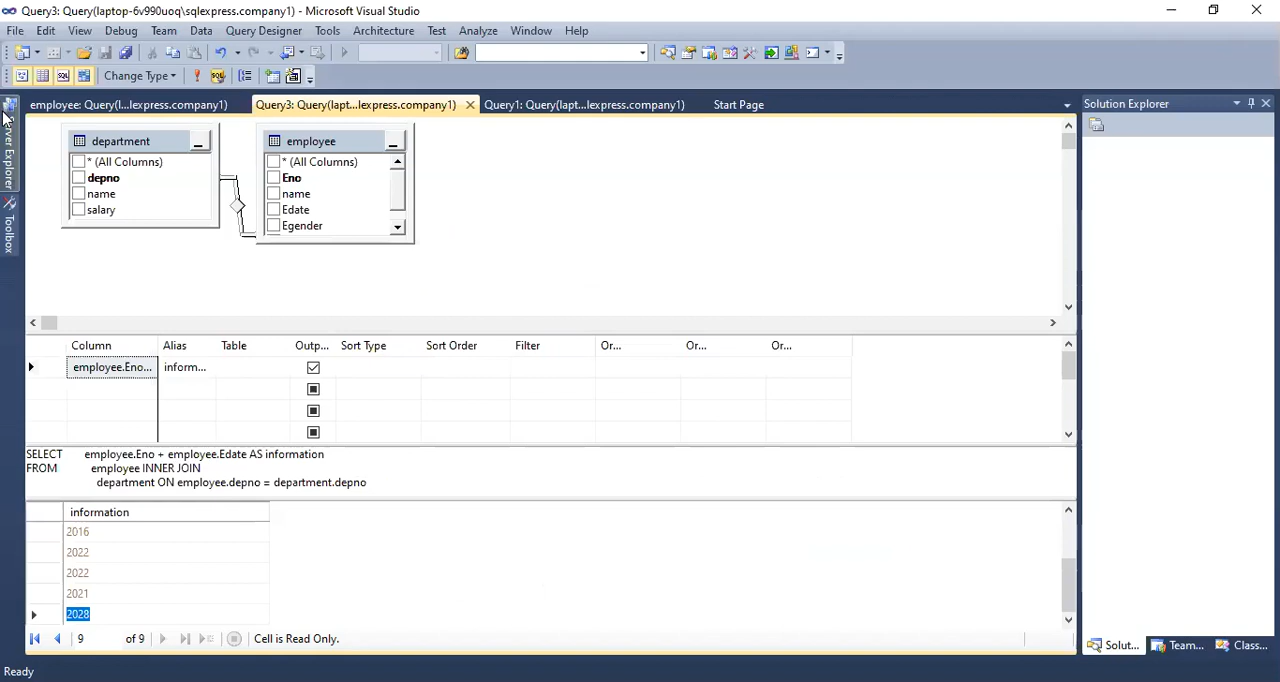 Query3: Query(laptop-6v990uoq\sqlexpress.company1) - Microsoft Visual Studio
File Edit View Debug Team Data Query Designer Tools Architecture Test Analyze Window Help
Change Type
employee: Query(l...lexpress.company1) Query3: Query(lapt...lexpress.company1) Query1: Query(lapt...lexpress.company1) Start Page Solution Explorer
Server Explorer
Toolbox
department employee
* (All Columns) * (All Columns)
depno Eno
name name
salary Edate
Egender
Column Alias Table Outp... Sort Type Sort Order Filter Or... Or... Or...
employee.Eno... inform...
SELECT employee.Eno + employee.Edate AS information
FROM employee INNER JOIN
department ON employee.depno = department.depno
information
2016
2022
2022
2021
2028
9 of 9 Cell is Read Only.
Solut... Team... Class...
Ready